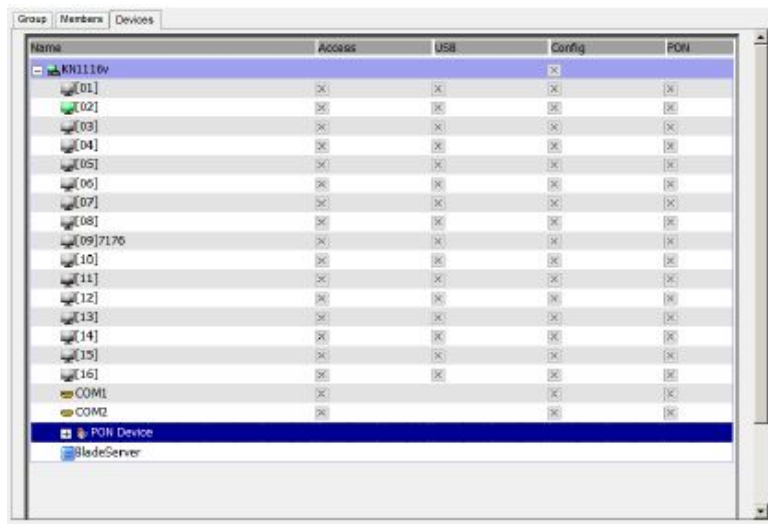 Group Members Devices
Name Access USB Config PON
KN1116v
[01]
[02]
[03]
[04]
[05]
[06]
[07]
[08]
[09]7176
[10]
[11]
[12]
[13]
[14]
[15]
[16]
COM1
COM2
PON Device
BladeServer